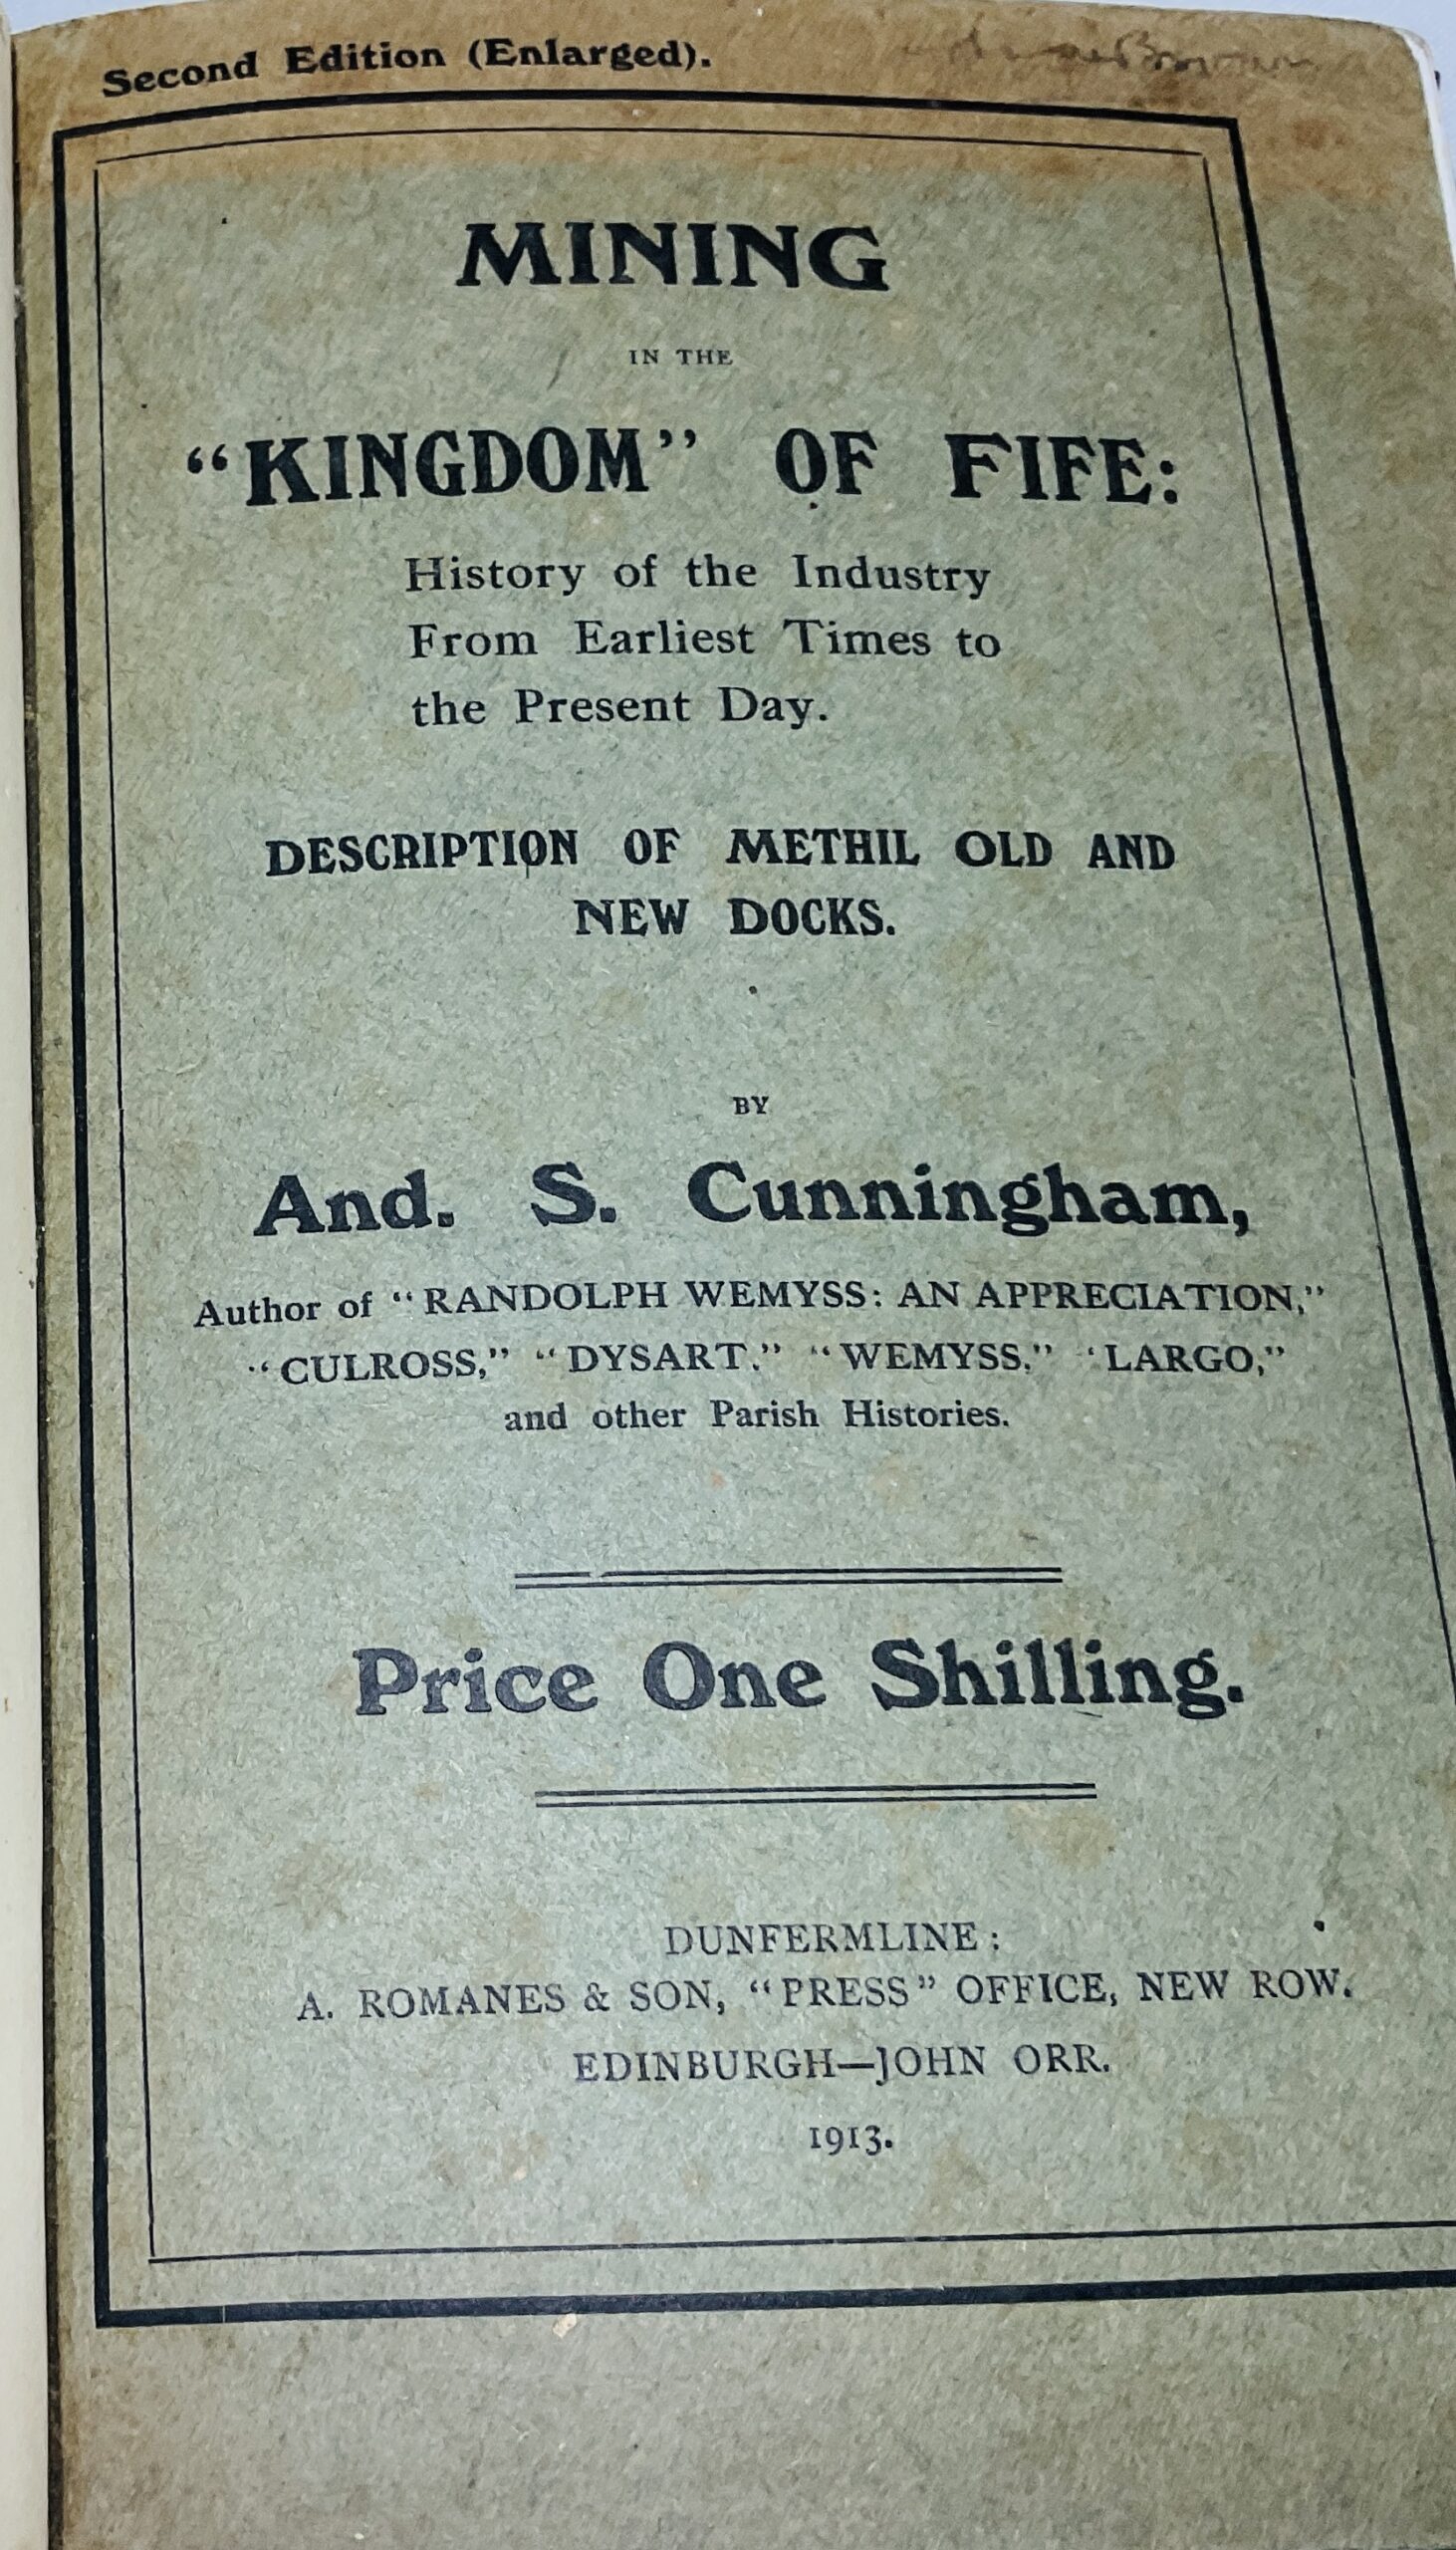 Second Edition (Enlarged).
MINING
IN THE
"KINGDOM" OF FIFE:
History of the Industry
From Earliest Times to
the Present Day.
DESCRIPTION OF METHIL OLD AND
NEW DOCKS.
BY
And. S. Cunningham,
Author of "RANDOLPH WEMYSS: AN APPRECIATION,"
"CULROSS," "DYSART," "WEMYSS," "LARGO,"
and other Parish Histories.
Price One Shilling.
DUNFERMLINE:
A. ROMANES & SON, "PRESS" OFFICE, NEW ROW.
EDINBURGH—JOHN ORR.
1913.